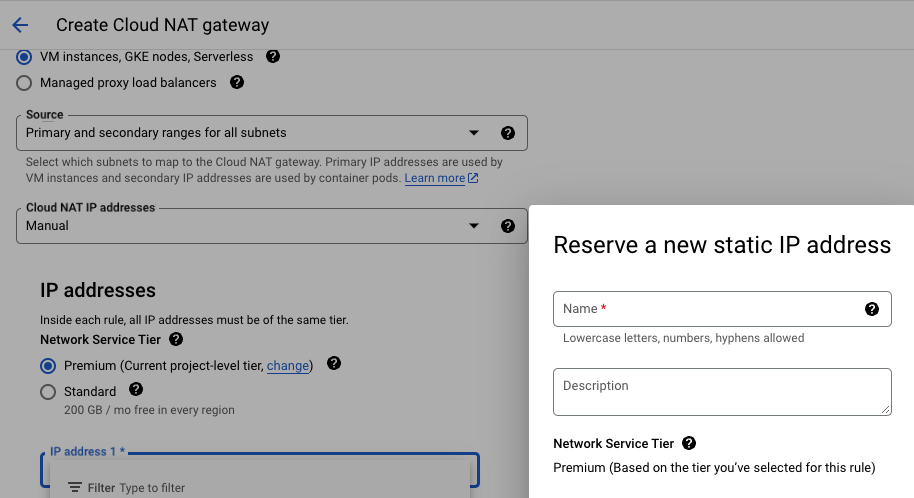 Create Cloud NAT gateway
VM instances, GKE nodes, Serverless
Managed proxy load balancers
Source
Primary and secondary ranges for all subnets
Select which subnets to map to the Cloud NAT gateway. Primary IP addresses are used by
VM instances and secondary IP addresses are used by container pods. Learn more
Cloud NAT IP addresses
Manual
IP addresses
Inside each rule, all IP addresses must be of the same tier.
Network Service Tier
Premium (Current project-level tier, change)
Standard
200 GB / mo free in every region
IP address 1 *
Filter Type to filter
Reserve a new static IP address
Name *
Lowercase letters, numbers, hyphens allowed
Description
Network Service Tier
Premium (Based on the tier you've selected for this rule)